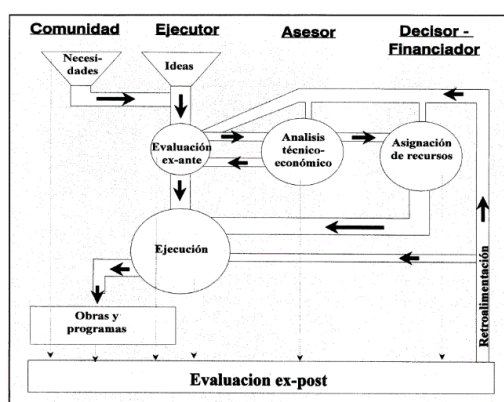 Comunidad
Ejecutor
Asesor
Decisor -
Financiador
Necesi-
dades
Ideas
Evaluación
ex-ante
Analisis
técnico-
económico
Asignación
de recursos
Ejecución
Obras y
programas
Retroalimentación
Evaluacion ex-post